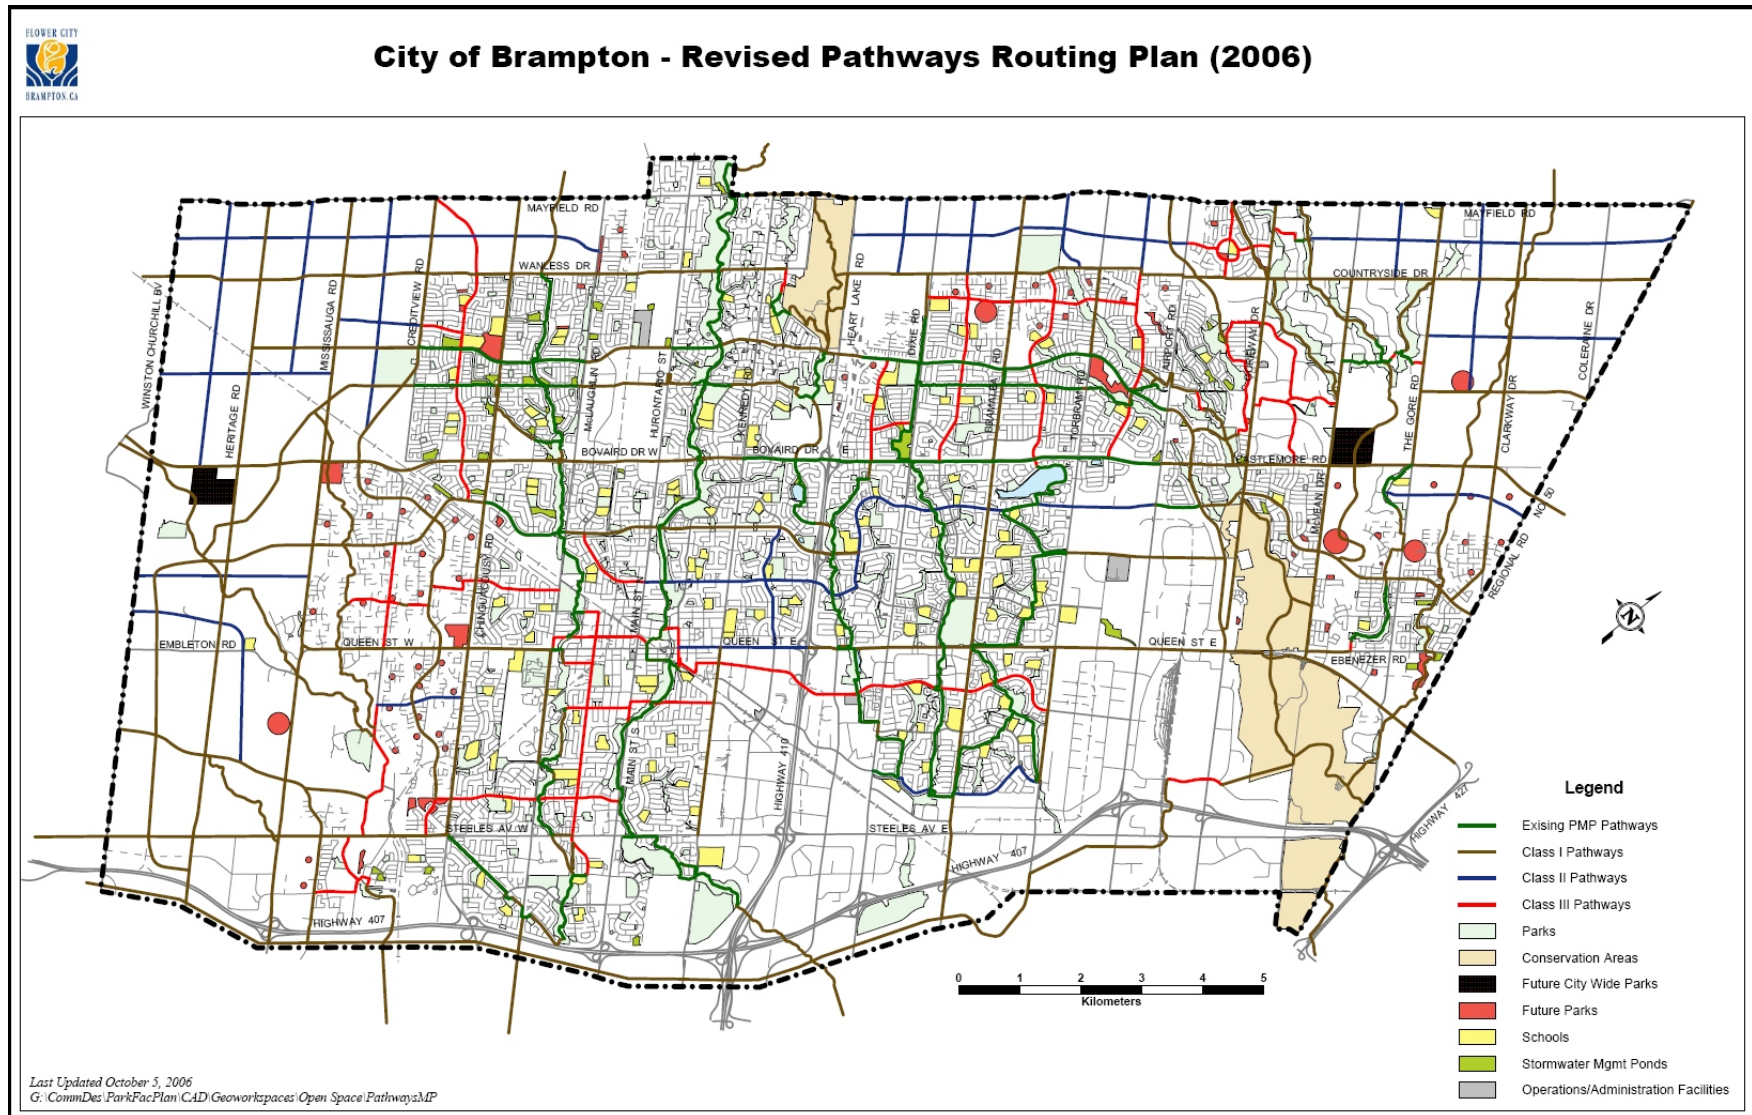 FLOWER CITY
BRAMPTON.CA
City of Brampton - Revised Pathways Routing Plan (2006)
MAYFIELD RD
MAYFIELD RD
WANLESS DR
COUNTRYSIDE DR
WINSTON CHURCHILL BV
HERITAGE RD
MISSISSAUGA RD
CREDITVIEW RD
McLAUGHLIN RD
HURONTARIO ST
KENNEDY RD
HEART LAKE RD
DIXIE RD
BRAMALEA RD
TORBRAM RD
AIRPORT RD
GOREWAY DR
THE GORE RD
CLARKWAY DR
COLERAINE DR
BOVAIRD DR W
BOVAIRD DR E
CASTLEMORE RD
McVEAN DR
REGIONAL RD NO 50
CHINGUACOUSY RD
MAIN ST N
EMBLETON RD
QUEEN ST W
QUEEN ST E
QUEEN ST E
EBENEZER RD
MAIN ST S
HIGHWAY 410
STEELES AV W
STEELES AV E
HIGHWAY 407
HIGHWAY 407
HIGHWAY 427
N
Legend
Exising PMP Pathways
Class I Pathways
Class II Pathways
Class III Pathways
Parks
Conservation Areas
Future City Wide Parks
Future Parks
Schools
Stormwater Mgmt Ponds
Operations/Administration Facilities
0 1 2 3 4 5
Kilometers
Last Updated October 5, 2006
G:\CommDes\ParkFacPlan\CAD\Geoworkspaces\Open Space\PathwaysMP